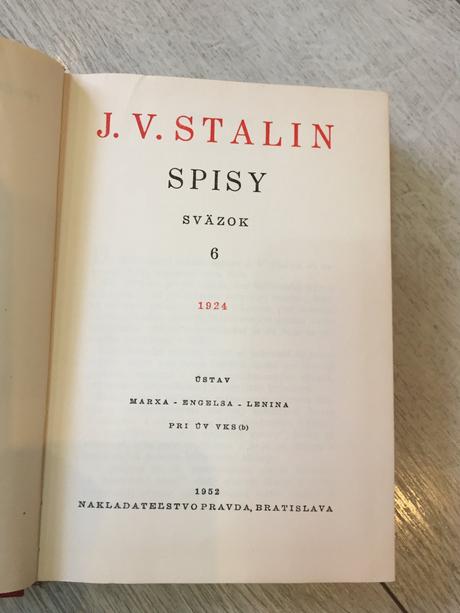 J. V. STALIN
SPISY
SVÄZOK
6
1924
ÚSTAV
MARXA - ENGELSA - LENINA
PRI ÚV VKS (b)
1952
NAKLADATEĽSTVO PRAVDA, BRATISLAVA